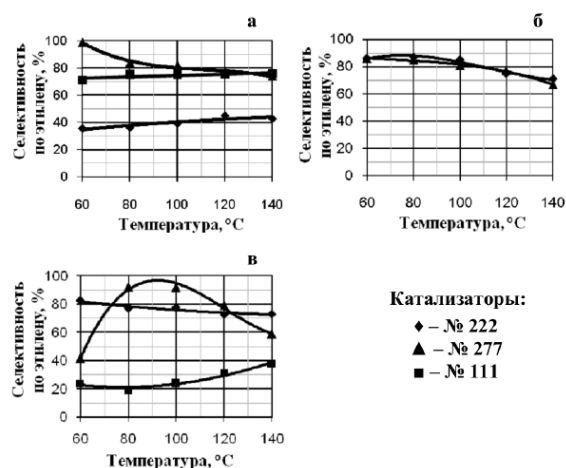 а
Селективность
по этилену, %
100
80
60
40
20
0
60 80 100 120 140
Температура, °С
б
Селективность
по этилену, %
100
80
60
40
20
0
60 80 100 120 140
Температура, °С
в
Селективность
по этилену, %
100
80
60
40
20
0
60 80 100 120 140
Температура, °С
Катализаторы:
♦ – № 222
▲ – № 277
■ – № 111